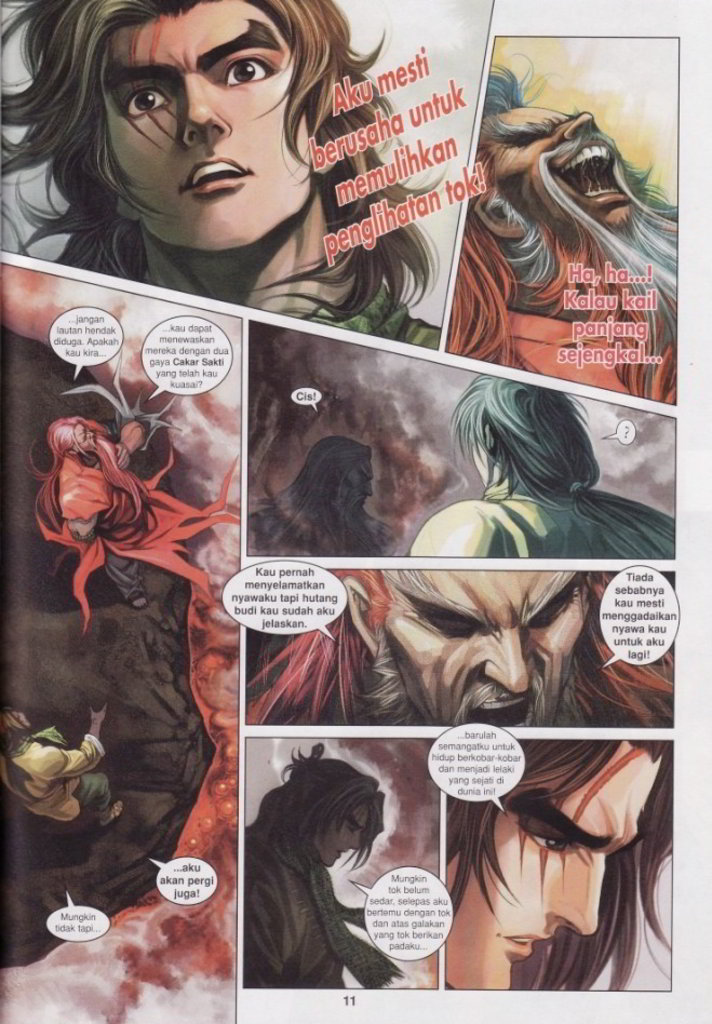 Aku mesti
berusaha untuk
memulihkan
penglihatan tok!
Ha, ha...!
Kalau kail
panjang
sejengkal...
...jangan
lautan hendak
diduga. Apakah
kau kira...
...kau dapat
menewaskan
mereka dengan dua
gaya Cakar Sakti
yang telah kau
kuasai?
Mungkin
tidak tapi...
...aku
akan pergi
juga!
Cis!
?
Kau pernah
menyelamatkan
nyawaku tapi hutang
budi kau sudah aku
jelaskan.
Tiada
sebabnya
kau mesti
menggadaikan
nyawa kau
untuk aku
lagi!
Mungkin
tok belum
sedar, selepas aku
bertemu dengan tok
dan atas galakan
yang tok berikan
padaku...
...barulah
semangatku untuk
hidup berkobar-kobar
dan menjadi lelaki
yang sejati di
dunia ini!
11